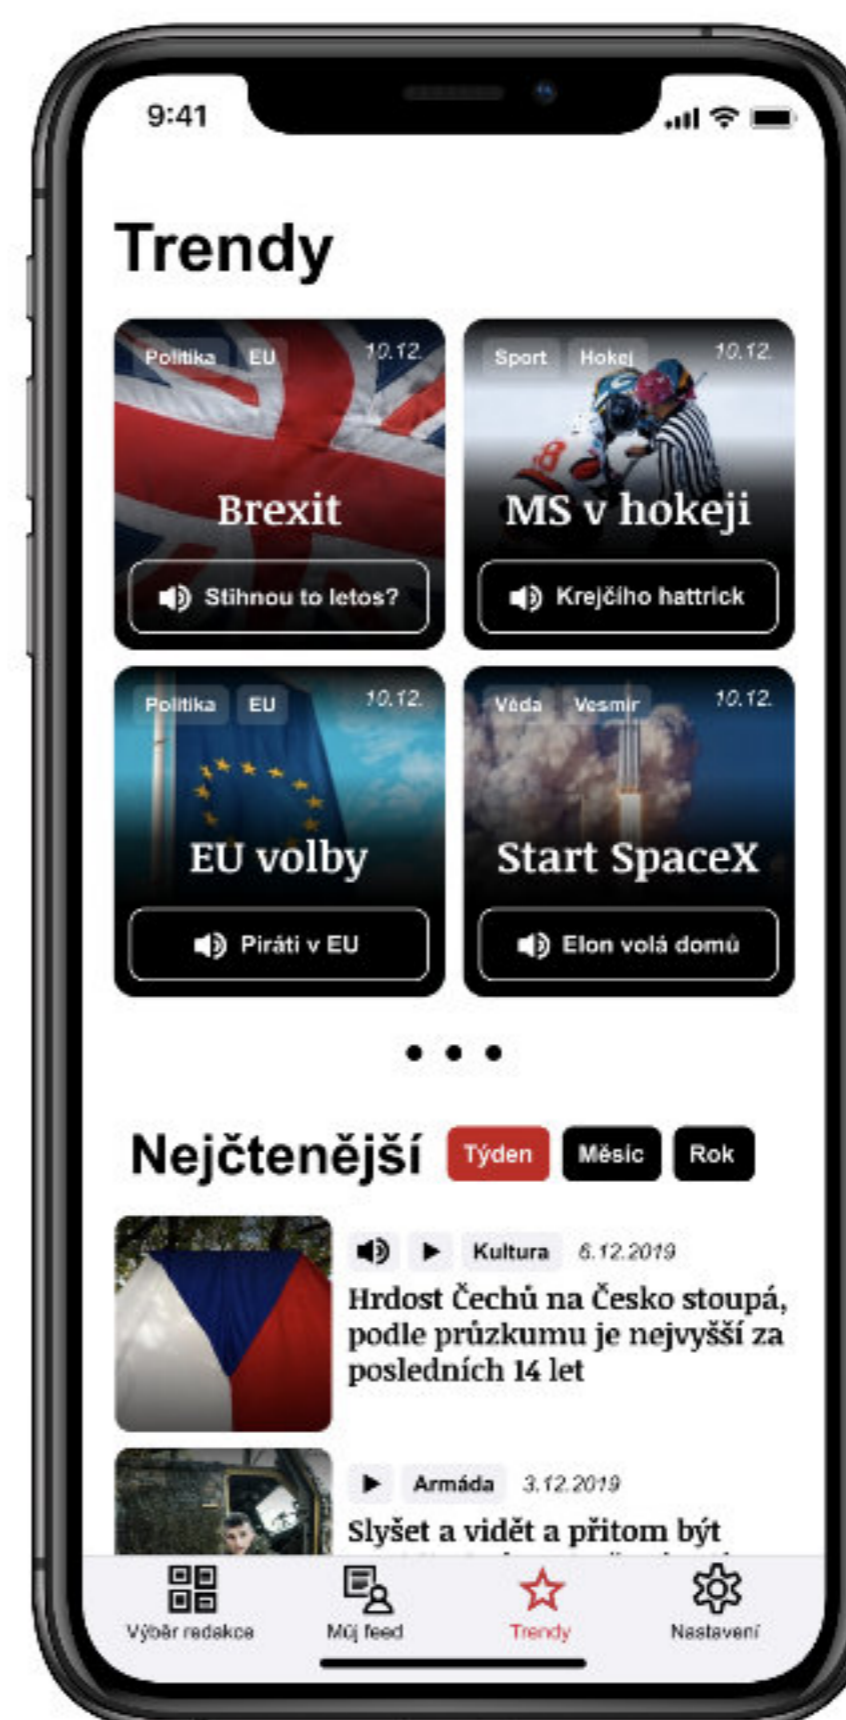 9:41
Trendy
Politika EU 10.12.
Brexit
Stihnou to letos?
Sport Hokej 10.12.
MS v hokeji
Krejčího hattrick
Politika EU 10.12.
EU volby
Piráti v EU
Věda Vesmír 10.12.
Start SpaceX
Elon volá domů
Nejčtenější Týden Měsíc Rok
Kultura 6.12.2019
Hrdost Čechů na Česko stoupá,
podle průzkumu je nejvyšší za
posledních 14 let
Armáda 3.12.2019
Slyšet a vidět a přitom být
Výběr redakce Můj feed Trendy Nastavení